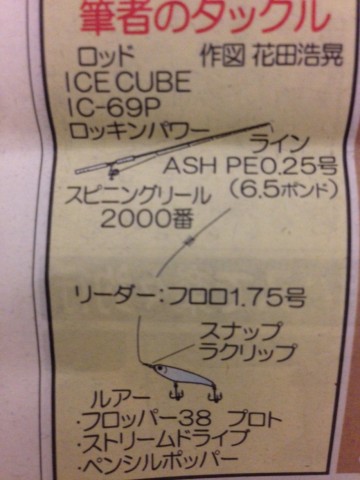 筆者のタックル
ロッド 作図 花田浩晃
ICE CUBE
IC-69P
ロッキンパワー
ライン
ASH PE0.25号
(6.5ポンド)
スピニングリール
2000番
リーダー:フロロ1.75号
スナップ
ラクリップ
ルアー
・フロッパー38 プロト
・ストリームドライブ
・ペンシルポッパー